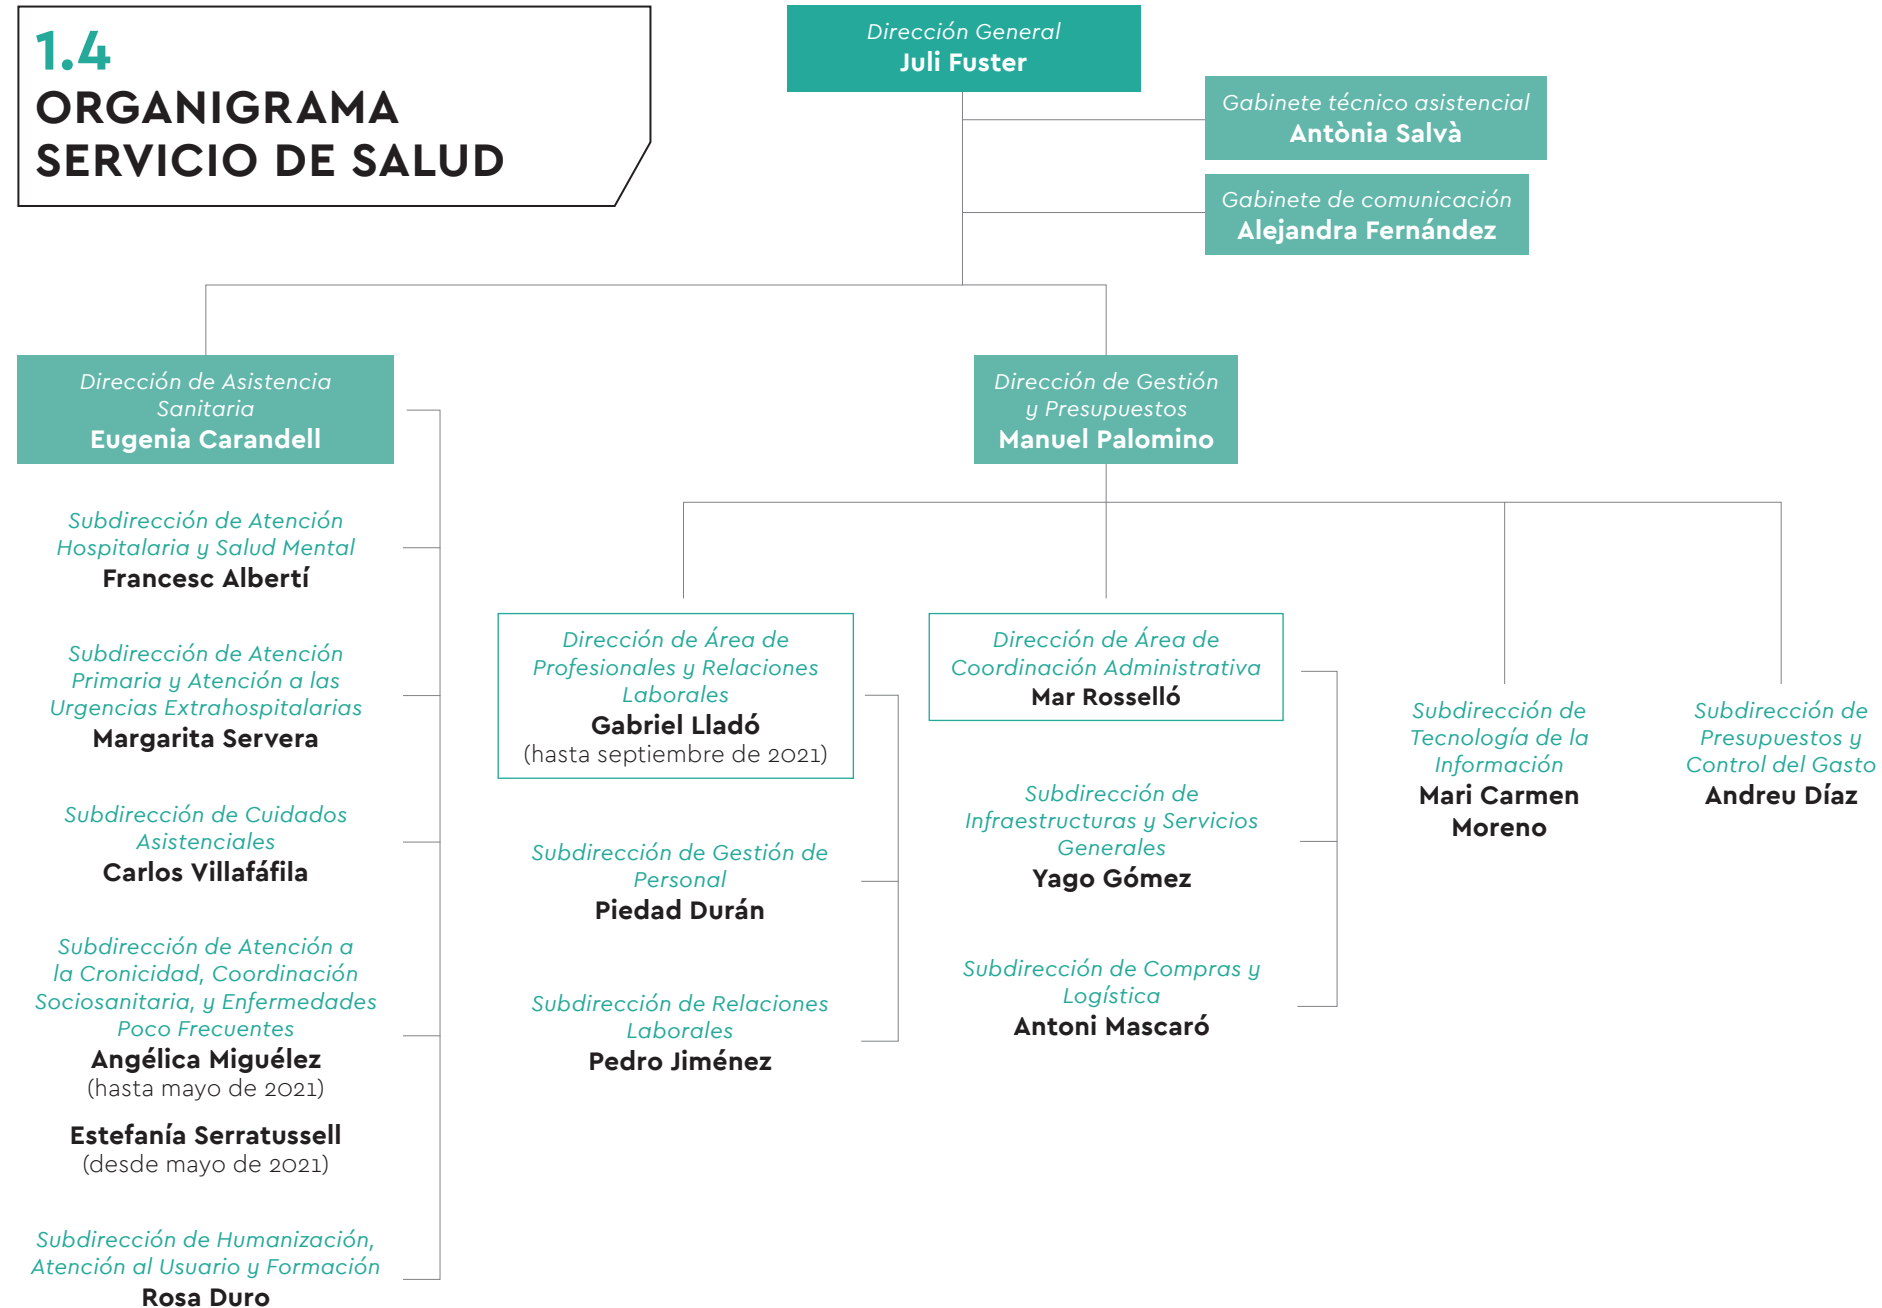 1.4
ORGANIGRAMA
SERVICIO DE SALUD
Dirección General
Juli Fuster
Gabinete técnico asistencial
Antònia Salvà
Gabinete de comunicación
Alejandra Fernández
Dirección de Asistencia
Sanitaria
Eugenia Carandell
Subdirección de Atención
Hospitalaria y Salud Mental
Francesc Albertí
Subdirección de Atención
Primaria y Atención a las
Urgencias Extrahospitalarias
Margarita Servera
Subdirección de Cuidados
Asistenciales
Carlos Villafáfila
Subdirección de Atención a
la Cronicidad, Coordinación
Sociosanitaria, y Enfermedades
Poco Frecuentes
Angélica Miguélez
(hasta mayo de 2021)
Estefanía Serratussell
(desde mayo de 2021)
Subdirección de Humanización,
Atención al Usuario y Formación
Rosa Duro
Dirección de Gestión
y Presupuestos
Manuel Palomino
Dirección de Área de
Profesionales y Relaciones
Laborales
Gabriel Lladó
(hasta septiembre de 2021)
Subdirección de Gestión de
Personal
Piedad Durán
Subdirección de Relaciones
Laborales
Pedro Jiménez
Dirección de Área de
Coordinación Administrativa
Mar Rosselló
Subdirección de
Infraestructuras y Servicios
Generales
Yago Gómez
Subdirección de Compras y
Logística
Antoni Mascaró
Subdirección de
Tecnología de la
Información
Mari Carmen
Moreno
Subdirección de
Presupuestos y
Control del Gasto
Andreu Díaz